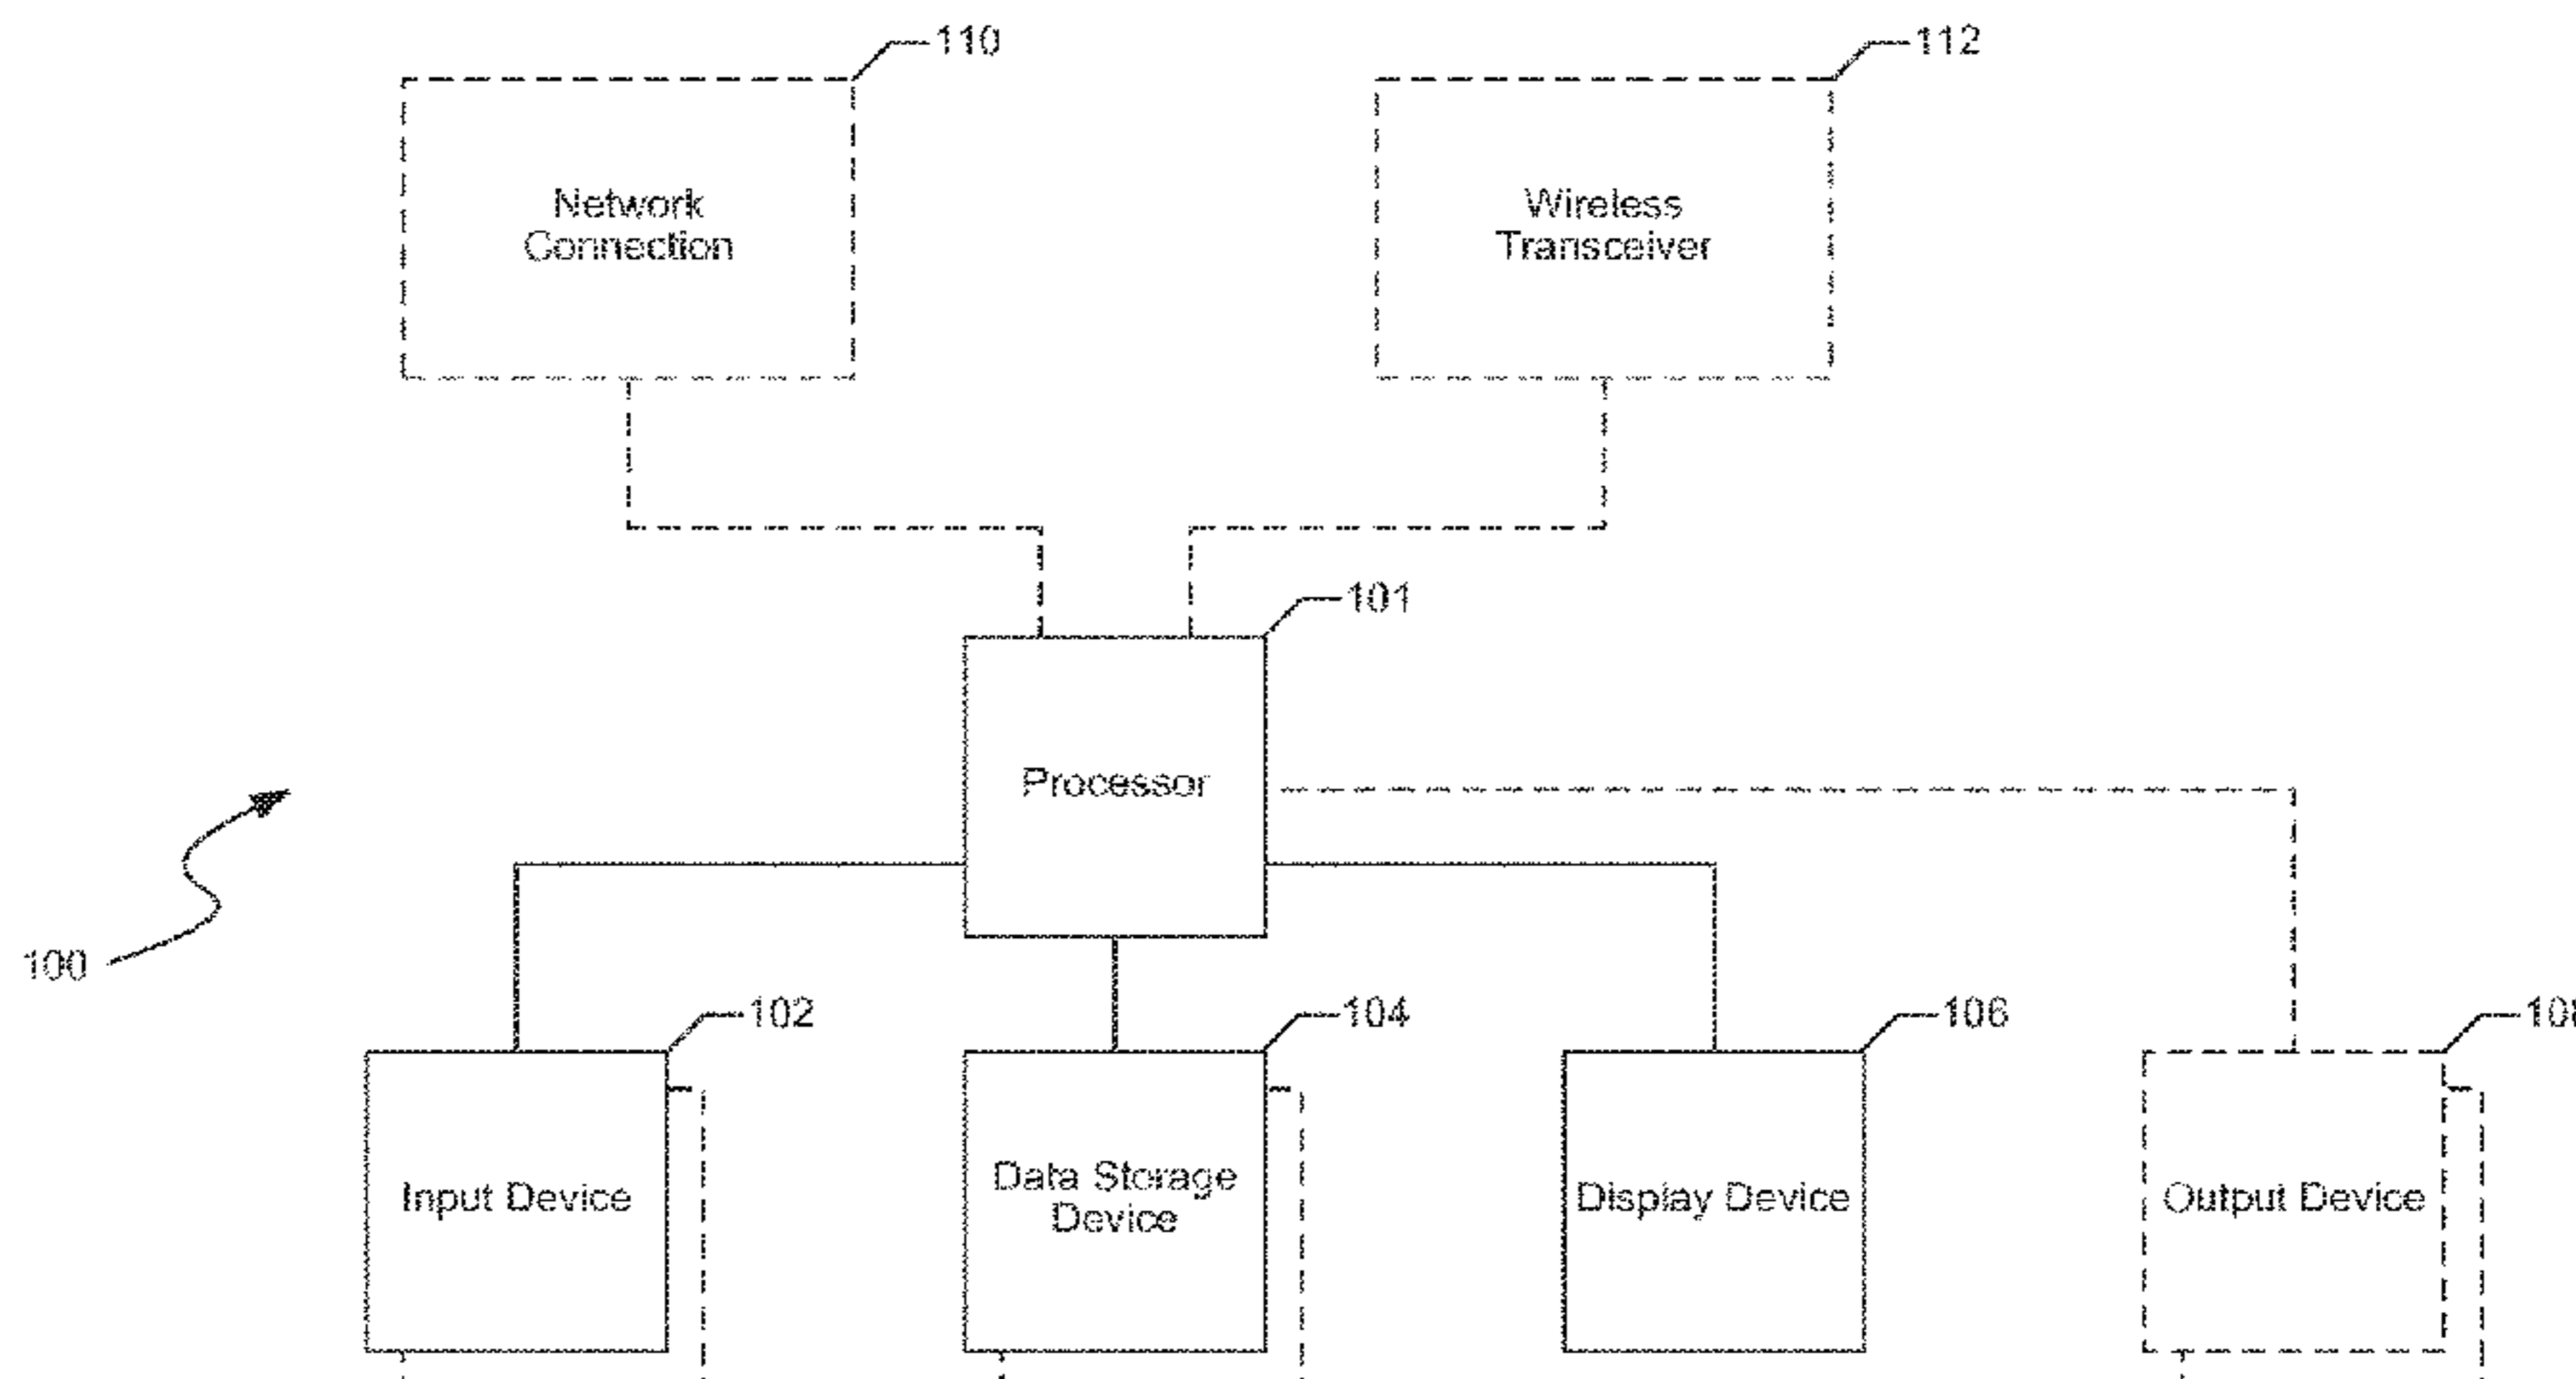 110
112
Network
Connection
Wireless
Transceiver
101
Processor
100
102
104
106
108
Input Device
Data Storage
Device
Display Device
Output Device